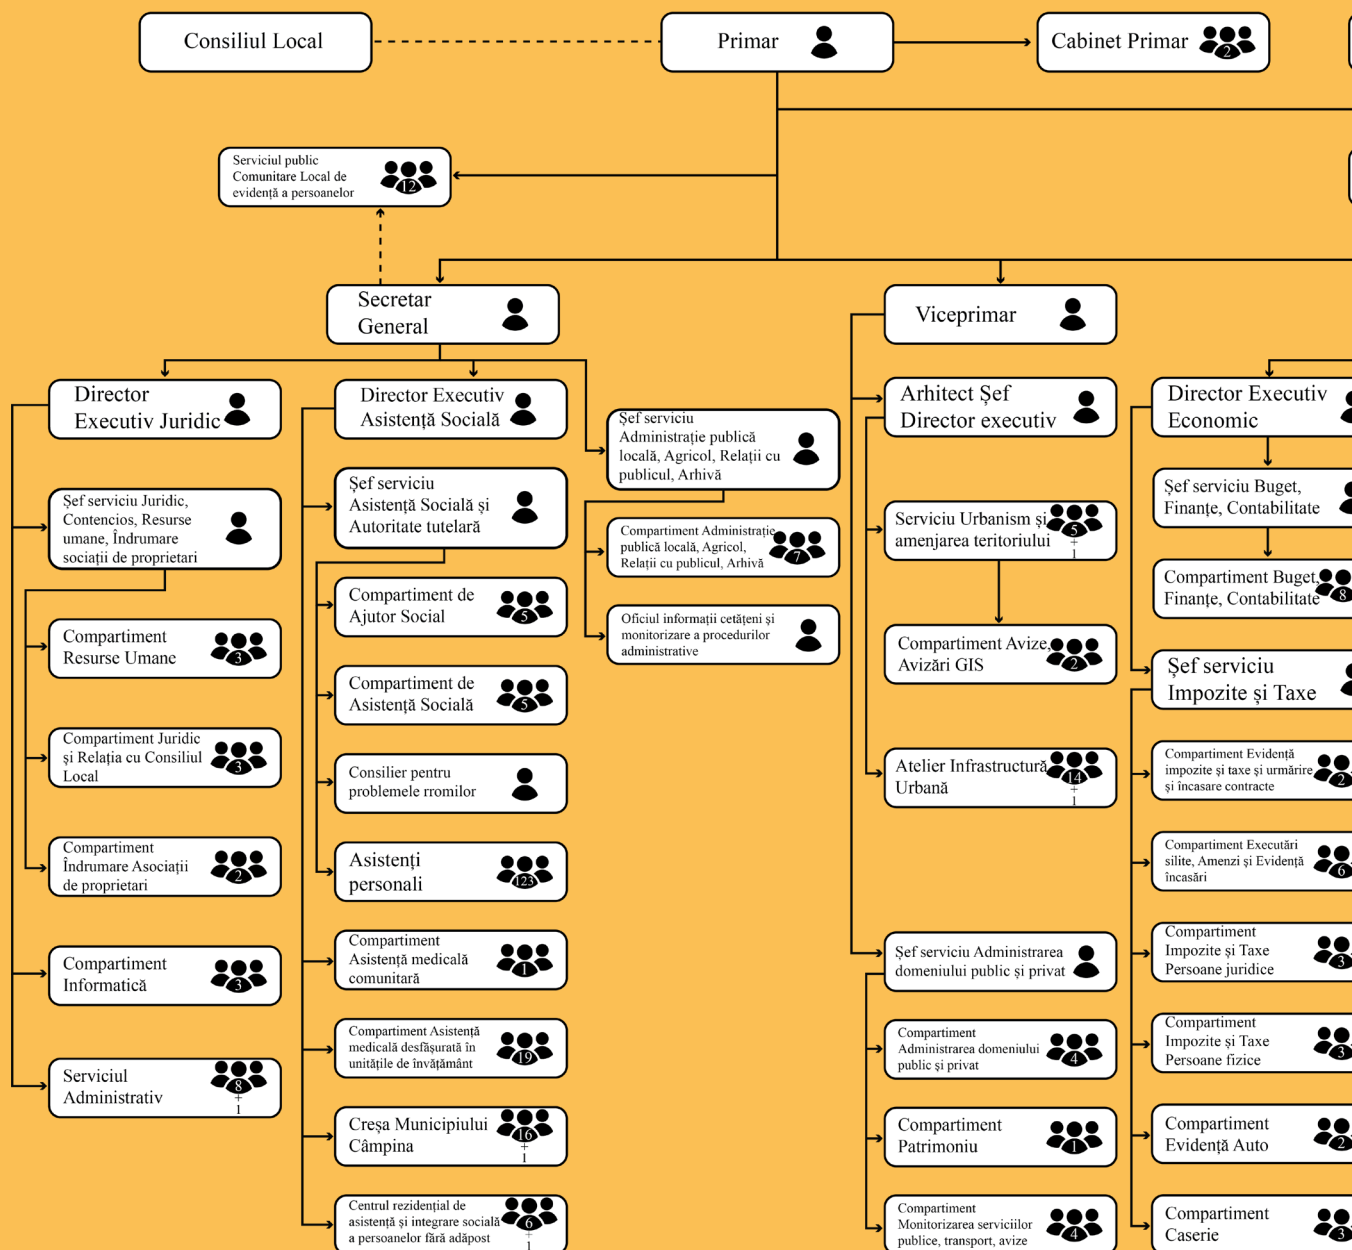 Consiliul Local
Primar
Cabinet Primar
2
Serviciul public
Comunitare Local de
evidență a persoanelor
12
Secretar
General
Viceprimar
Director
Executiv Juridic
Șef serviciu Juridic,
Contencios, Resurse
umane, Îndrumare
sociații de proprietari
Compartiment
Resurse Umane
3
Compartiment Juridic
și Relația cu Consiliul
Local
3
Compartiment
Îndrumare Asociații
de proprietari
2
Compartiment
Informatică
3
Serviciul
Administrativ
8
+
1
Director Executiv
Asistență Socială
Șef serviciu
Asistență Socială și
Autoritate tutelară
Compartiment de
Ajutor Social
5
Compartiment de
Asistență Socială
5
Consilier pentru
problemele rromilor
Asistenți
personali
123
Compartiment
Asistență medicală
comunitară
1
Compartiment Asistență
medicală desfășurată în
unitățile de învățământ
19
Creșa Municipiului
Câmpina
16
+
1
Centrul rezidențial de
asistență și integrare socială
a persoanelor fără adăpost
6
+
1
Șef serviciu
Administrație publică
locală, Agricol, Relații cu
publicul, Arhivă
Compartiment Administrație
publică locală, Agricol,
Relații cu publicul, Arhivă
7
Oficiul informații cetățeni și
monitorizare a procedurilor
administrative
Arhitect Șef
Director executiv
Serviciu Urbanism și
amenjarea teritoriului
5
+
1
Compartiment Avize,
Avizări GIS
2
Atelier Infrastructură
Urbană
14
+
1
Șef serviciu Administrarea
domeniului public și privat
Compartiment
Administrarea domeniului
public și privat
4
Compartiment
Patrimoniu
1
Compartiment
Monitorizarea serviciilor
publice, transport, avize
4
Director Executiv
Economic
Șef serviciu Buget,
Finanțe, Contabilitate
Compartiment Buget,
Finanțe, Contabilitate
8
Șef serviciu
Impozite și Taxe
Compartiment Evidență
impozite și taxe și urmărire
și încasare contracte
2
Compartiment Executări
silite, Amenzi și Evidență
încasări
6
Compartiment
Impozite și Taxe
Persoane juridice
3
Compartiment
Impozite și Taxe
Persoane fizice
3
Compartiment
Evidență Auto
2
Compartiment
Caserie
3